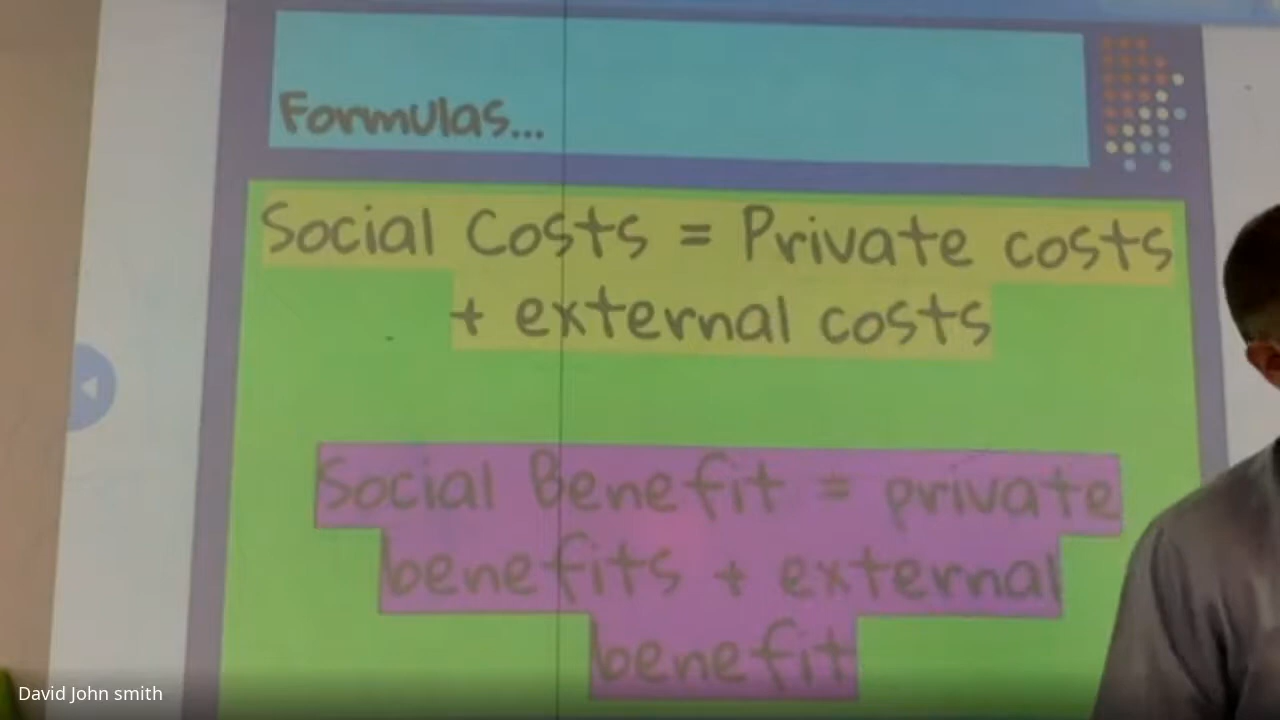 Formulas...
Social Costs = Private costs
+ external costs
Social Benefit = private
benefits + external
benefit
David John smith